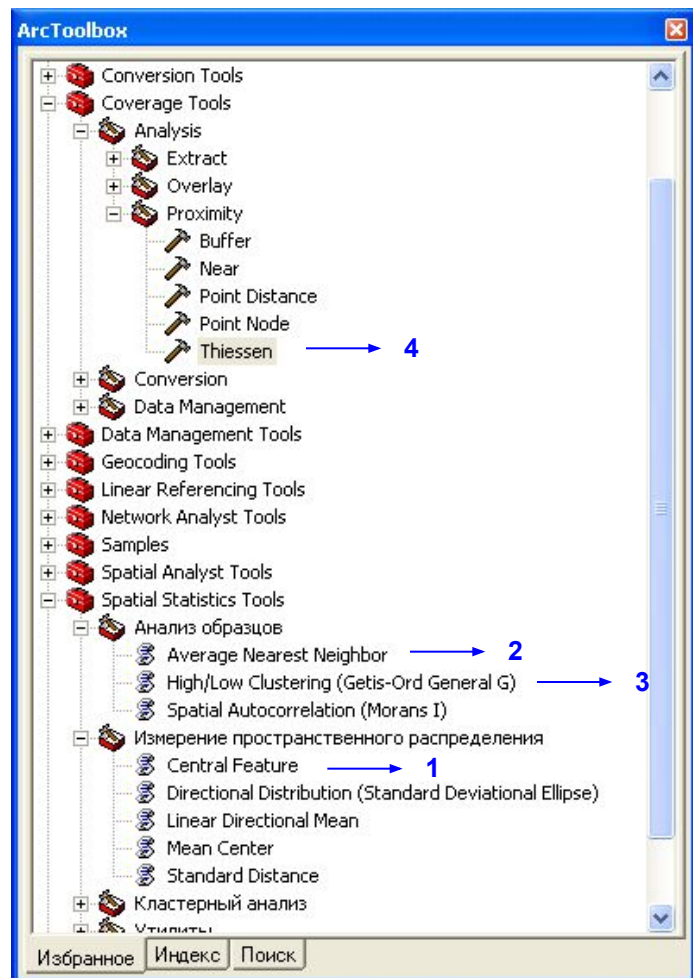 ArcToolbox
Conversion Tools
Coverage Tools
Analysis
Extract
Overlay
Proximity
Buffer
Near
Point Distance
Point Node
Thiessen 4
Conversion
Data Management
Data Management Tools
Geocoding Tools
Linear Referencing Tools
Network Analyst Tools
Samples
Spatial Analyst Tools
Spatial Statistics Tools
Анализ образцов
Average Nearest Neighbor 2
High/Low Clustering (Getis-Ord General G) 3
Spatial Autocorrelation (Morans I)
Измерение пространственного распределения
Central Feature 1
Directional Distribution (Standard Deviational Ellipse)
Linear Directional Mean
Mean Center
Standard Distance
Кластерный анализ
Утилиты
Избранное Индекс Поиск